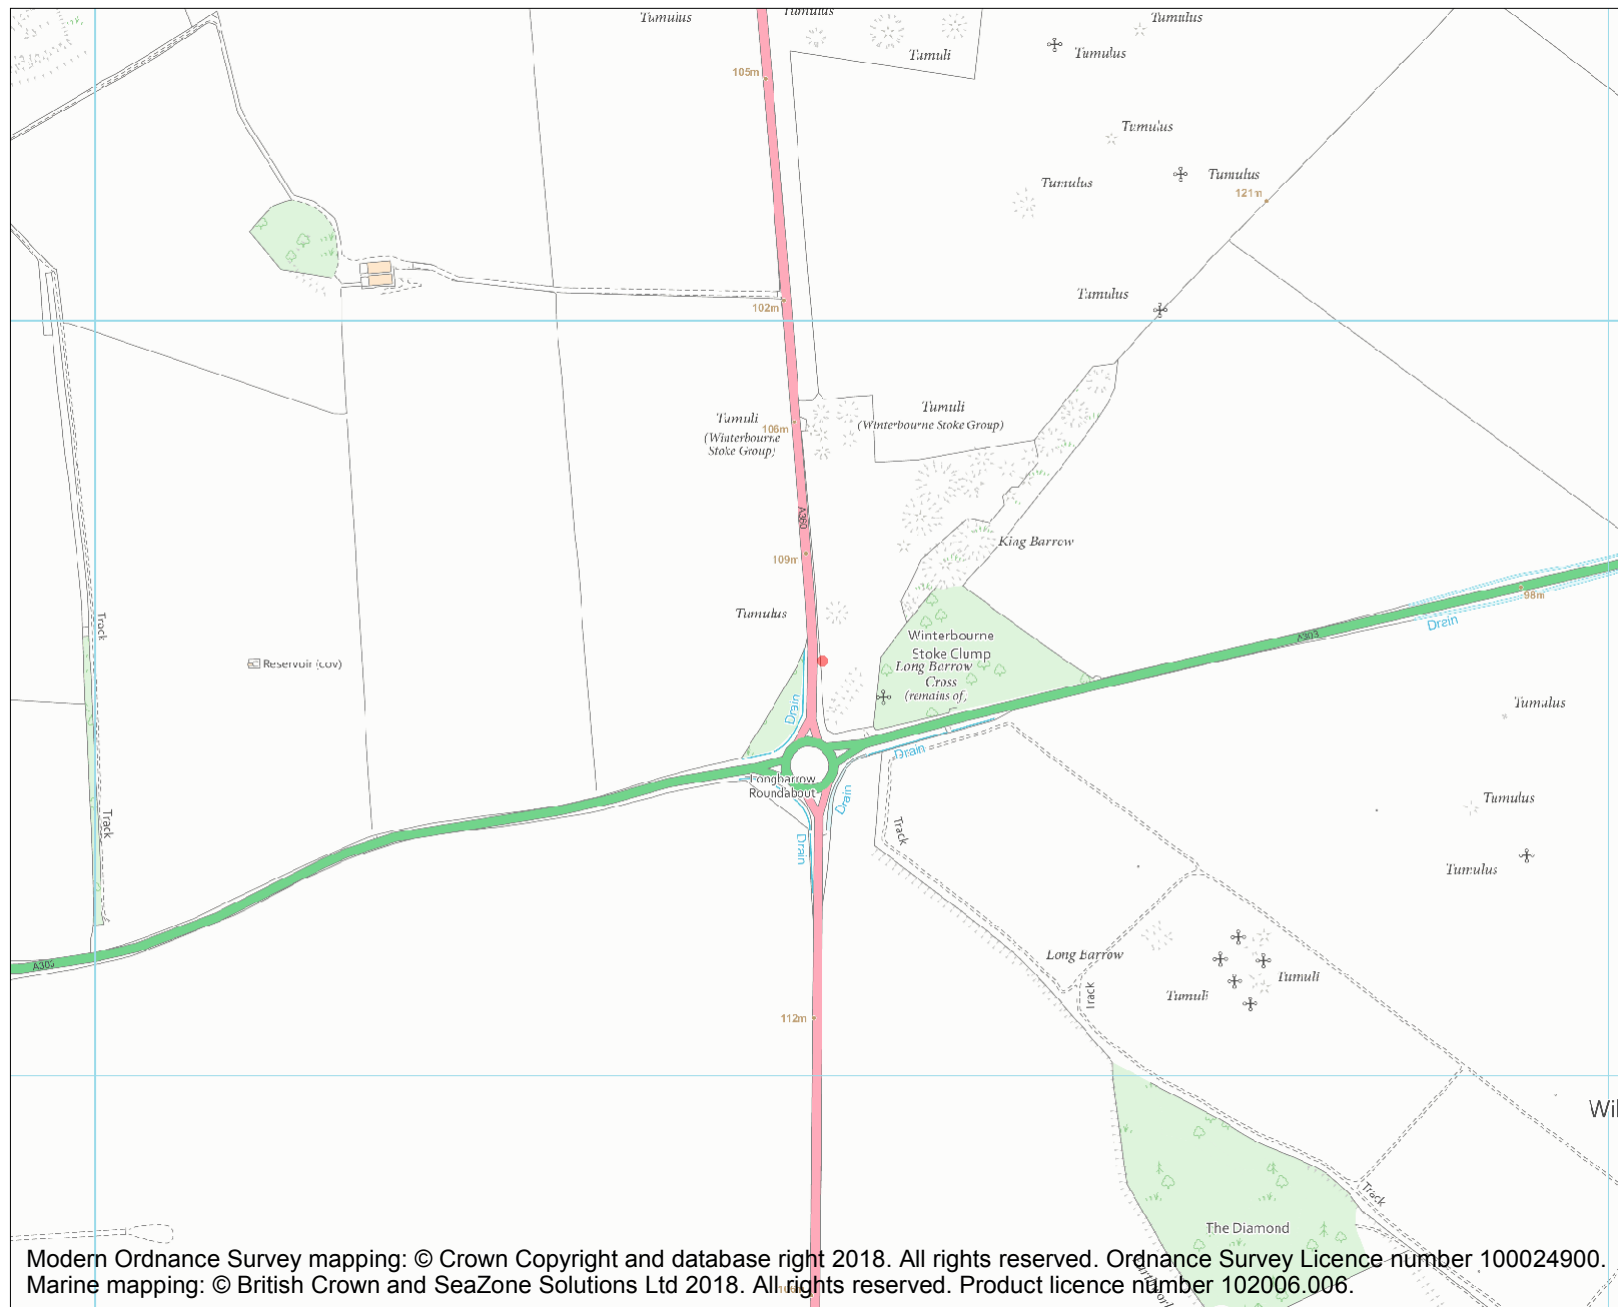 Tumulus
Tumulus
Tumulus
Tumuli
Tumulus
105m
Tumulus
Tumulus
Tumulus
121m
Tumulus
102m
Tumuli
(Winterbourne
Stoke Group)
106m
Tumuli
(Winterbourne Stoke Group)
A360
King Barrow
109m
98m
Drain
Tumulus
Track
A303
Winterbourne
Stoke Clump
Long Barrow
Cross
(remains of)
Reservoir (cov)
Drain
Tumulus
Drain
Longbarrow
Roundabout
Drain
Tumulus
Track
Track
Drain
Tumulus
Long Barrow
A303
Tumuli
Tumuli
Track
112m
Track
The Diamond
Modern Ordnance Survey mapping: © Crown Copyright and database right 2018. All rights reserved. Ordnance Survey Licence number 100024900.
Marine mapping: © British Crown and SeaZone Solutions Ltd 2018. All rights reserved. Product licence number 102006.006.